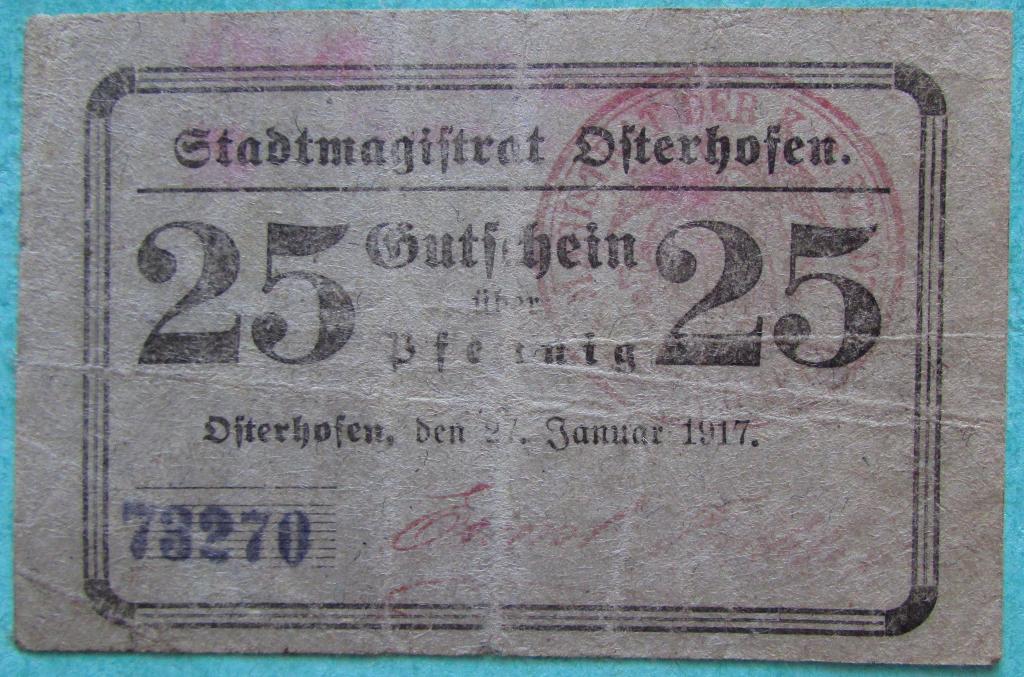 Stadtmagistrat Osterhofen.
25 Gutschein 25
über
Pfennig
Osterhofen, den 27. Januar 1917.
73270